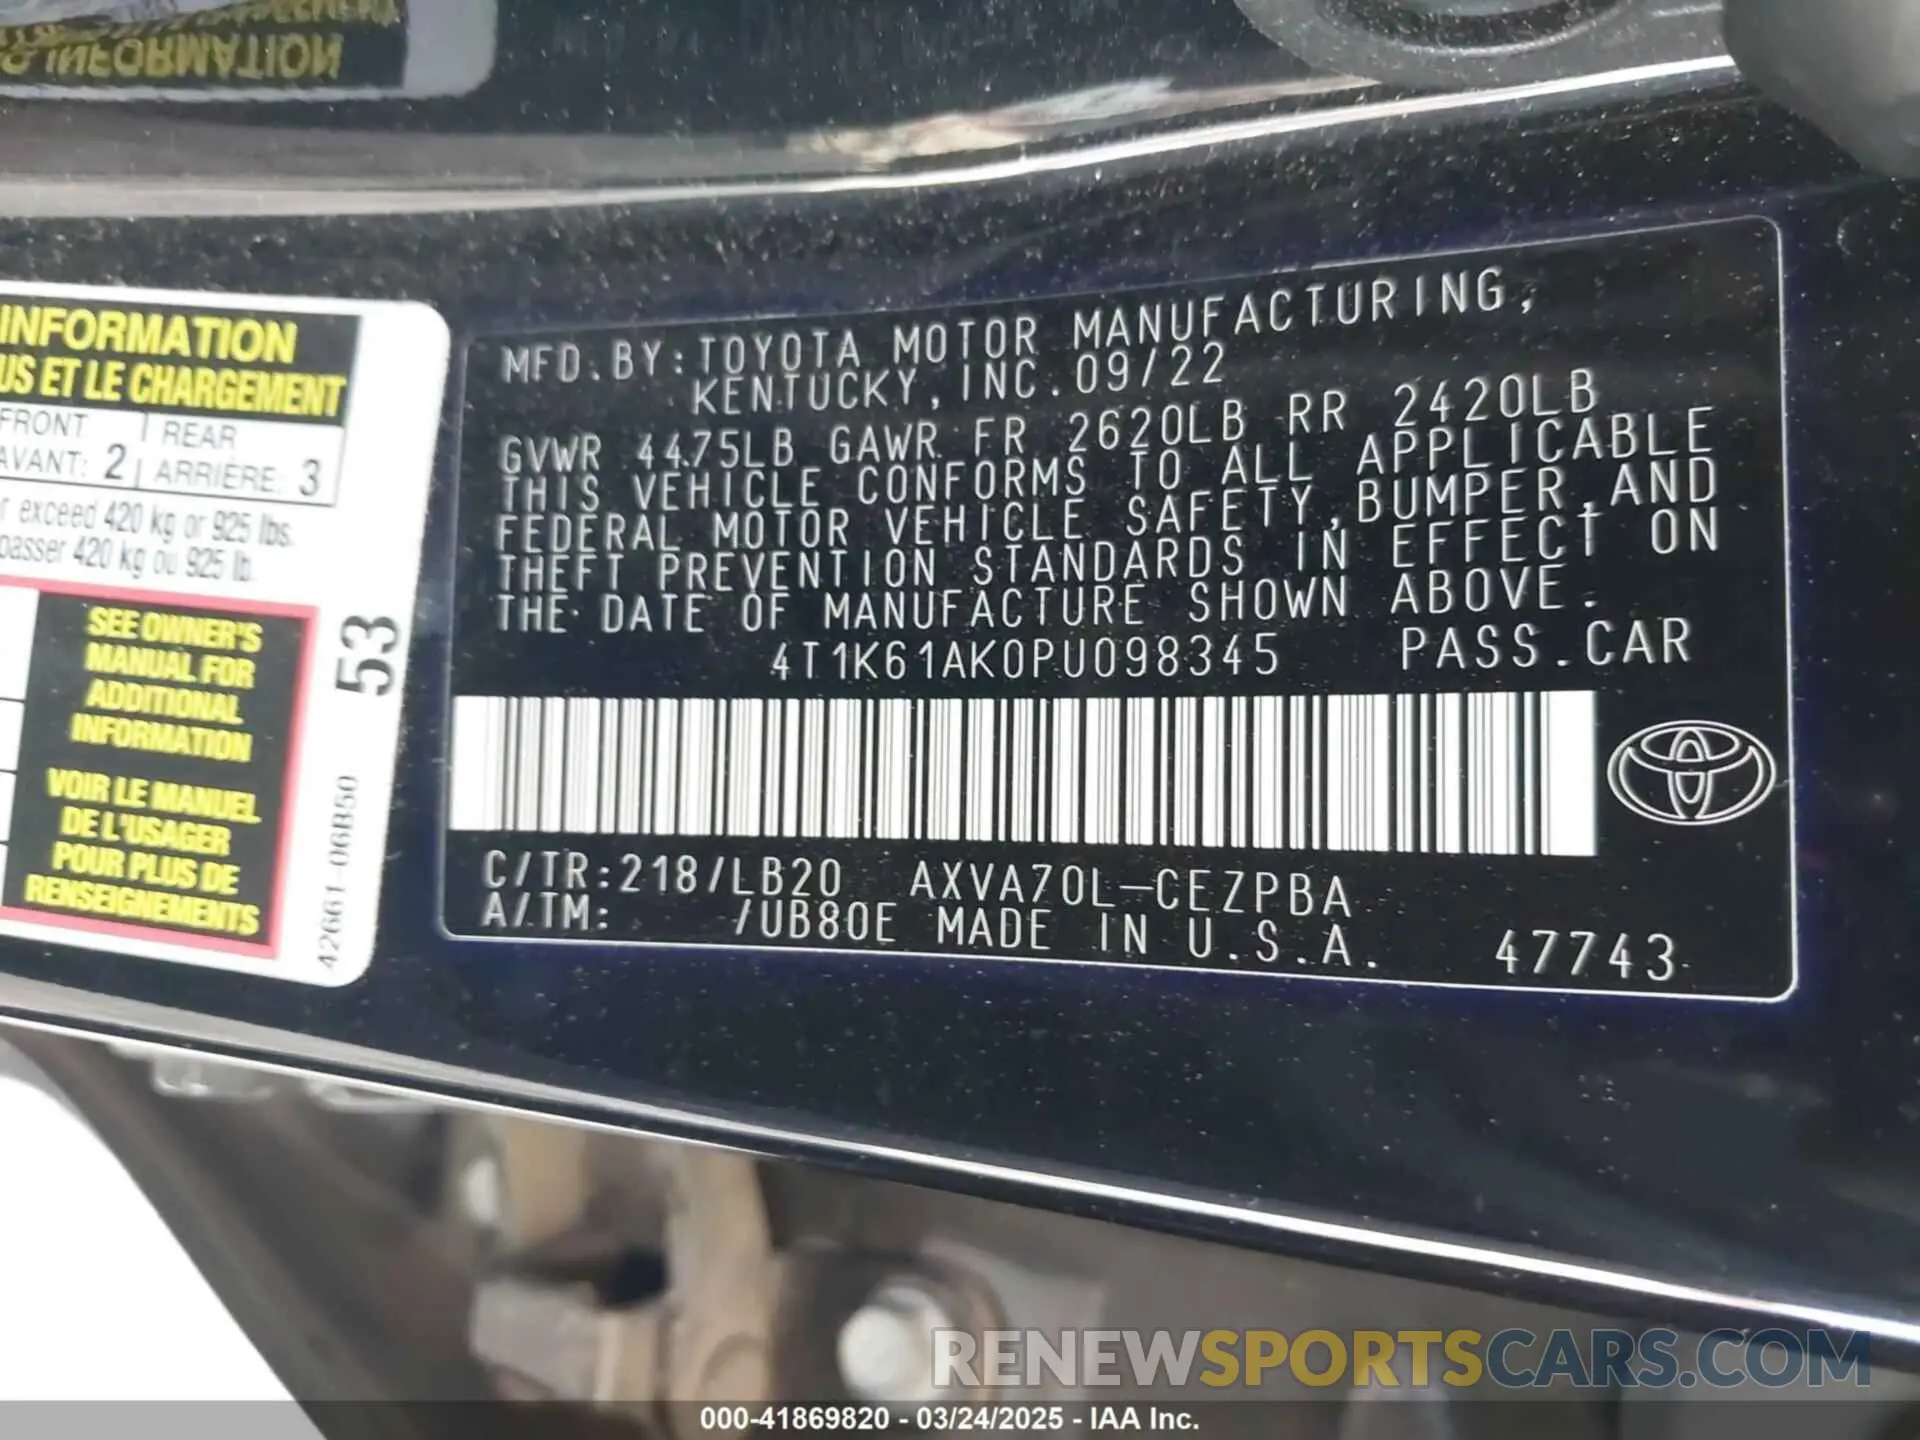 & INFORMATION
INFORMATION
US ET LE CHARGEMENT
FRONT | REAR
AVANT: 2 | ARRIÈRE: 3
r exceed 420 kg or 925 lbs.
passer 420 kg ou 925 lb.
SEE OWNER'S
MANUAL FOR
ADDITIONAL
INFORMATION
VOIR LE MANUEL
DE L'USAGER
POUR PLUS DE
RENSEIGNEMENTS
53
42661-06B50
MFD. BY: TOYOTA MOTOR MANUFACTURING,
KENTUCKY, INC. 09/22
GVWR 4475LB GAWR FR 2620LB RR 2420LB
THIS VEHICLE CONFORMS TO ALL APPLICABLE
FEDERAL MOTOR VEHICLE SAFETY, BUMPER, AND
THEFT PREVENTION STANDARDS IN EFFECT ON
THE DATE OF MANUFACTURE SHOWN ABOVE.
4T1K61AK0PU098345 PASS. CAR
C/TR:218/LB20 AXVA70L-CEZPBA
A/TM: /UB80E MADE IN U.S.A. 47743
RENEWSPORTSCARS.COM
000-41869820 - 03/24/2025 - IAA Inc.